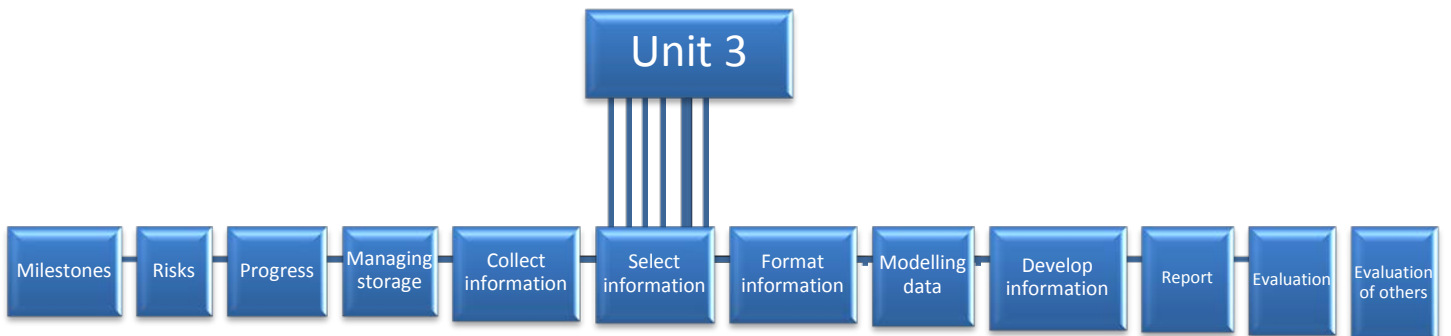 Unit 3
Milestones
Risks
Progress
Managing
storage
Collect
information
Select
information
Format
information
Modelling
data
Develop
information
Report
Evaluation
Evaluation
of others